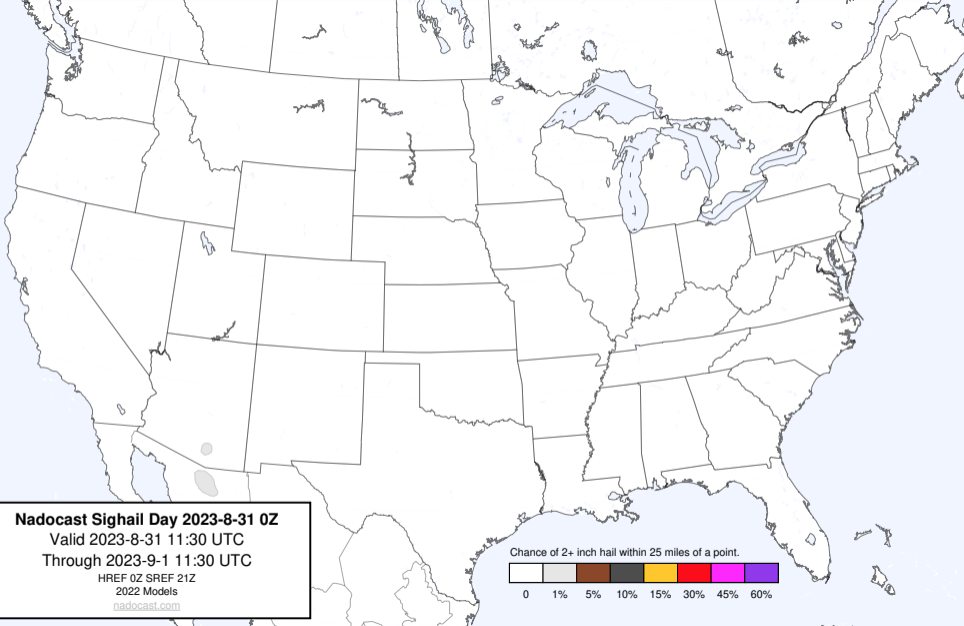 Nadocast Sighail Day 2023-8-31 0Z
Valid 2023-8-31 11:30 UTC
Through 2023-9-1 11:30 UTC
HREF 0Z SREF 21Z
2022 Models
nadocast.com
Chance of 2+ inch hail within 25 miles of a point.
0 1% 5% 10% 15% 30% 45% 60%